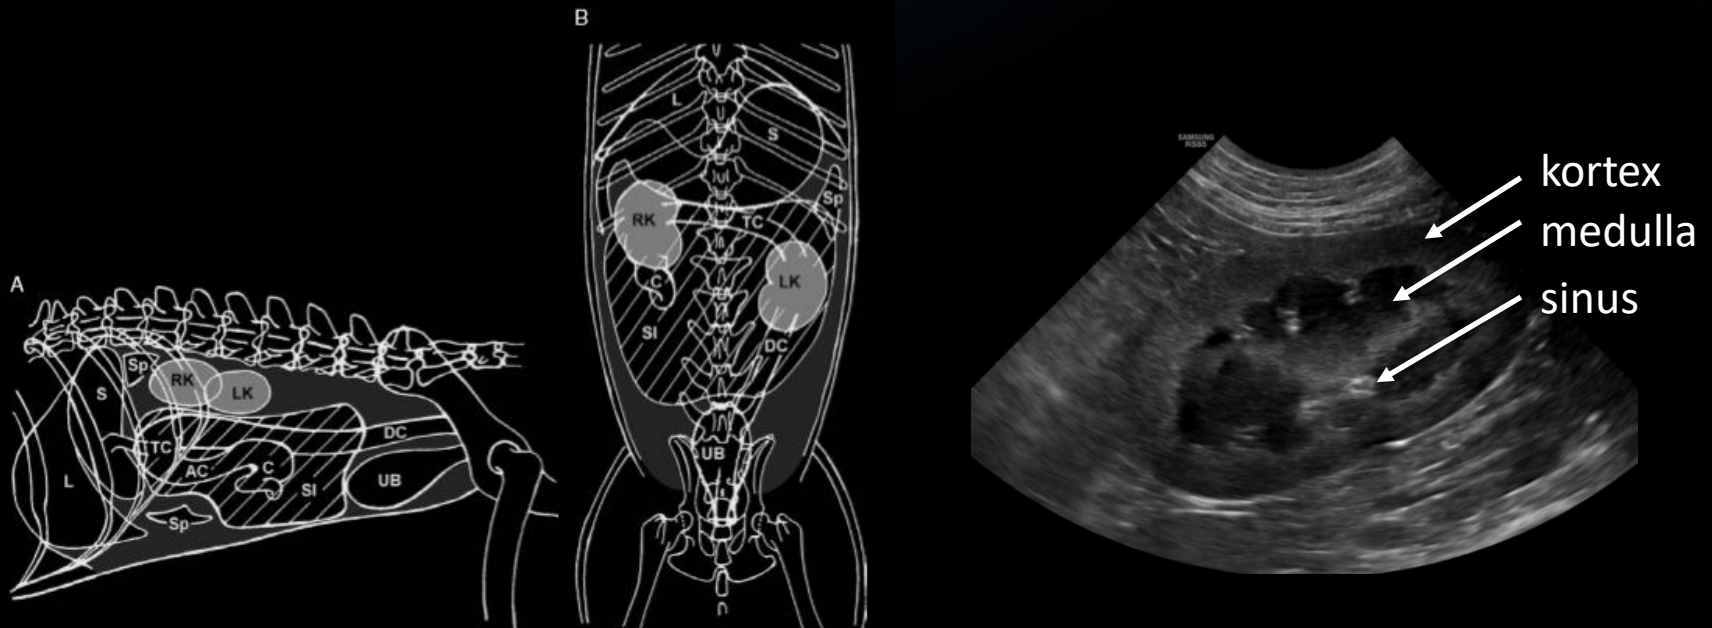 A
Sp
RK
LK
S
TC
AC
C
SI
DC
L
UB
Sp
B
L
S
Sp
RK
TC
C
LK
SI
DC
UB
SAMSUNG
RS85
kortex
medulla
sinus